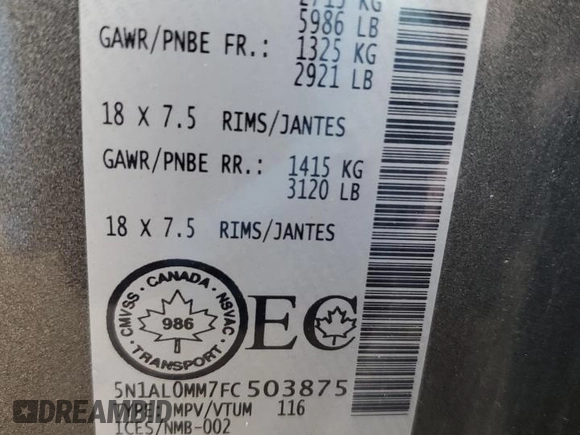 5986 LB
GAWR/PNBE FR.: 1325 KG
2921 LB
18 X 7.5 RIMS/JANTES
GAWR/PNBE RR.: 1415 KG
3120 LB
18 X 7.5 RIMS/JANTES
CMVSS · CANADA · NSVAC
986
TRANSPORT
EC
5N1AL0MM7FC503875
TYPE: MPV/VTUM 116
ICES/NMB-002
DREAMBID